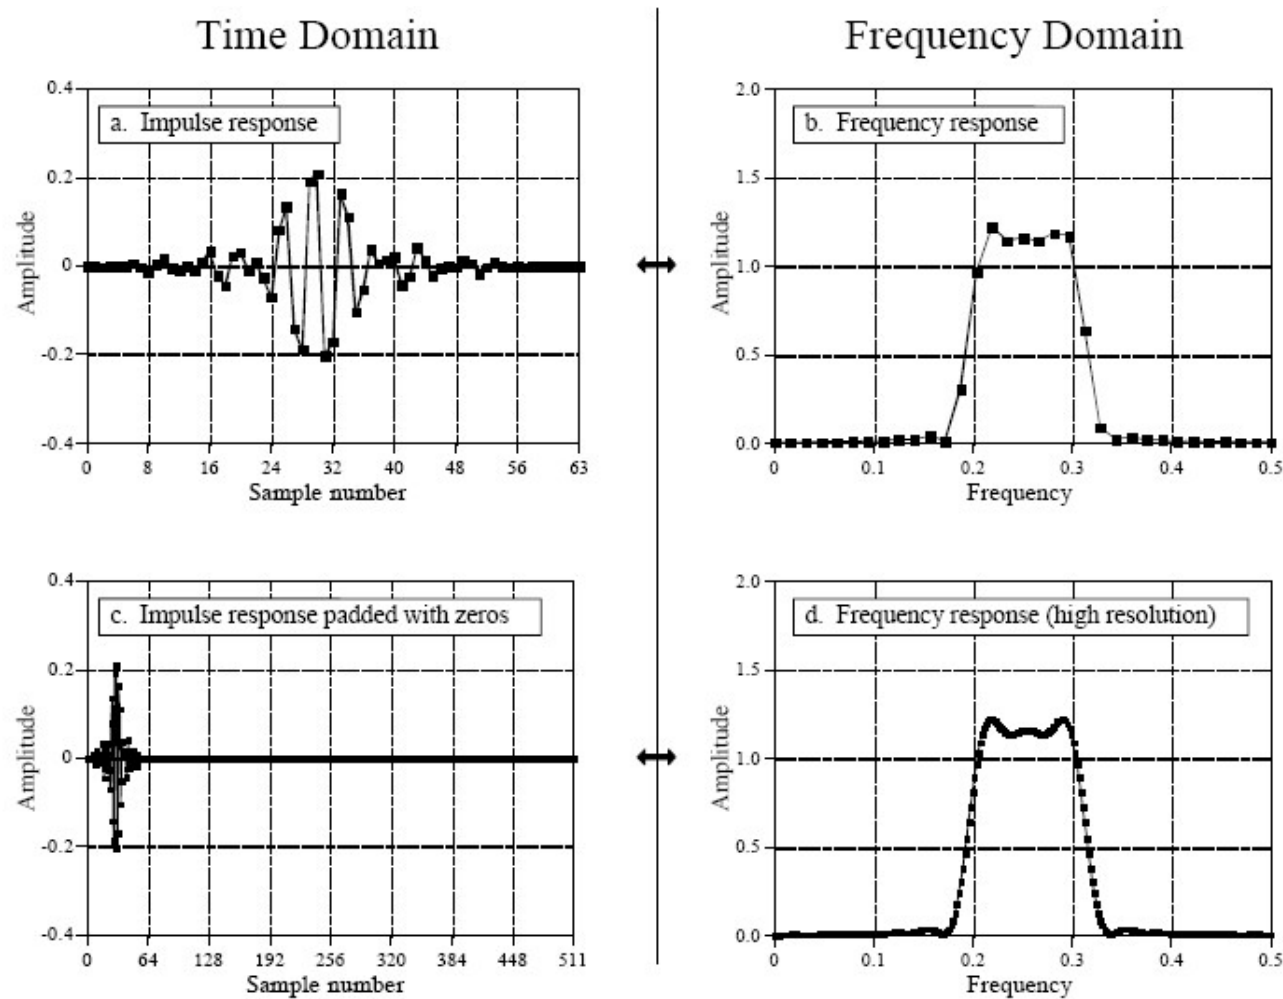 Time Domain
Frequency Domain
a. Impulse response
0.4
0.2
0
-0.2
-0.4
Amplitude
0 8 16 24 32 40 48 56 63
Sample number
b. Frequency response
2.0
1.5
1.0
0.5
0.0
Amplitude
0 0.1 0.2 0.3 0.4 0.5
Frequency
c. Impulse response padded with zeros
0.4
0.2
0
-0.2
-0.4
Amplitude
0 64 128 192 256 320 384 448 511
Sample number
d. Frequency response (high resolution)
2.0
1.5
1.0
0.5
0.0
Amplitude
0 0.1 0.2 0.3 0.4 0.5
Frequency